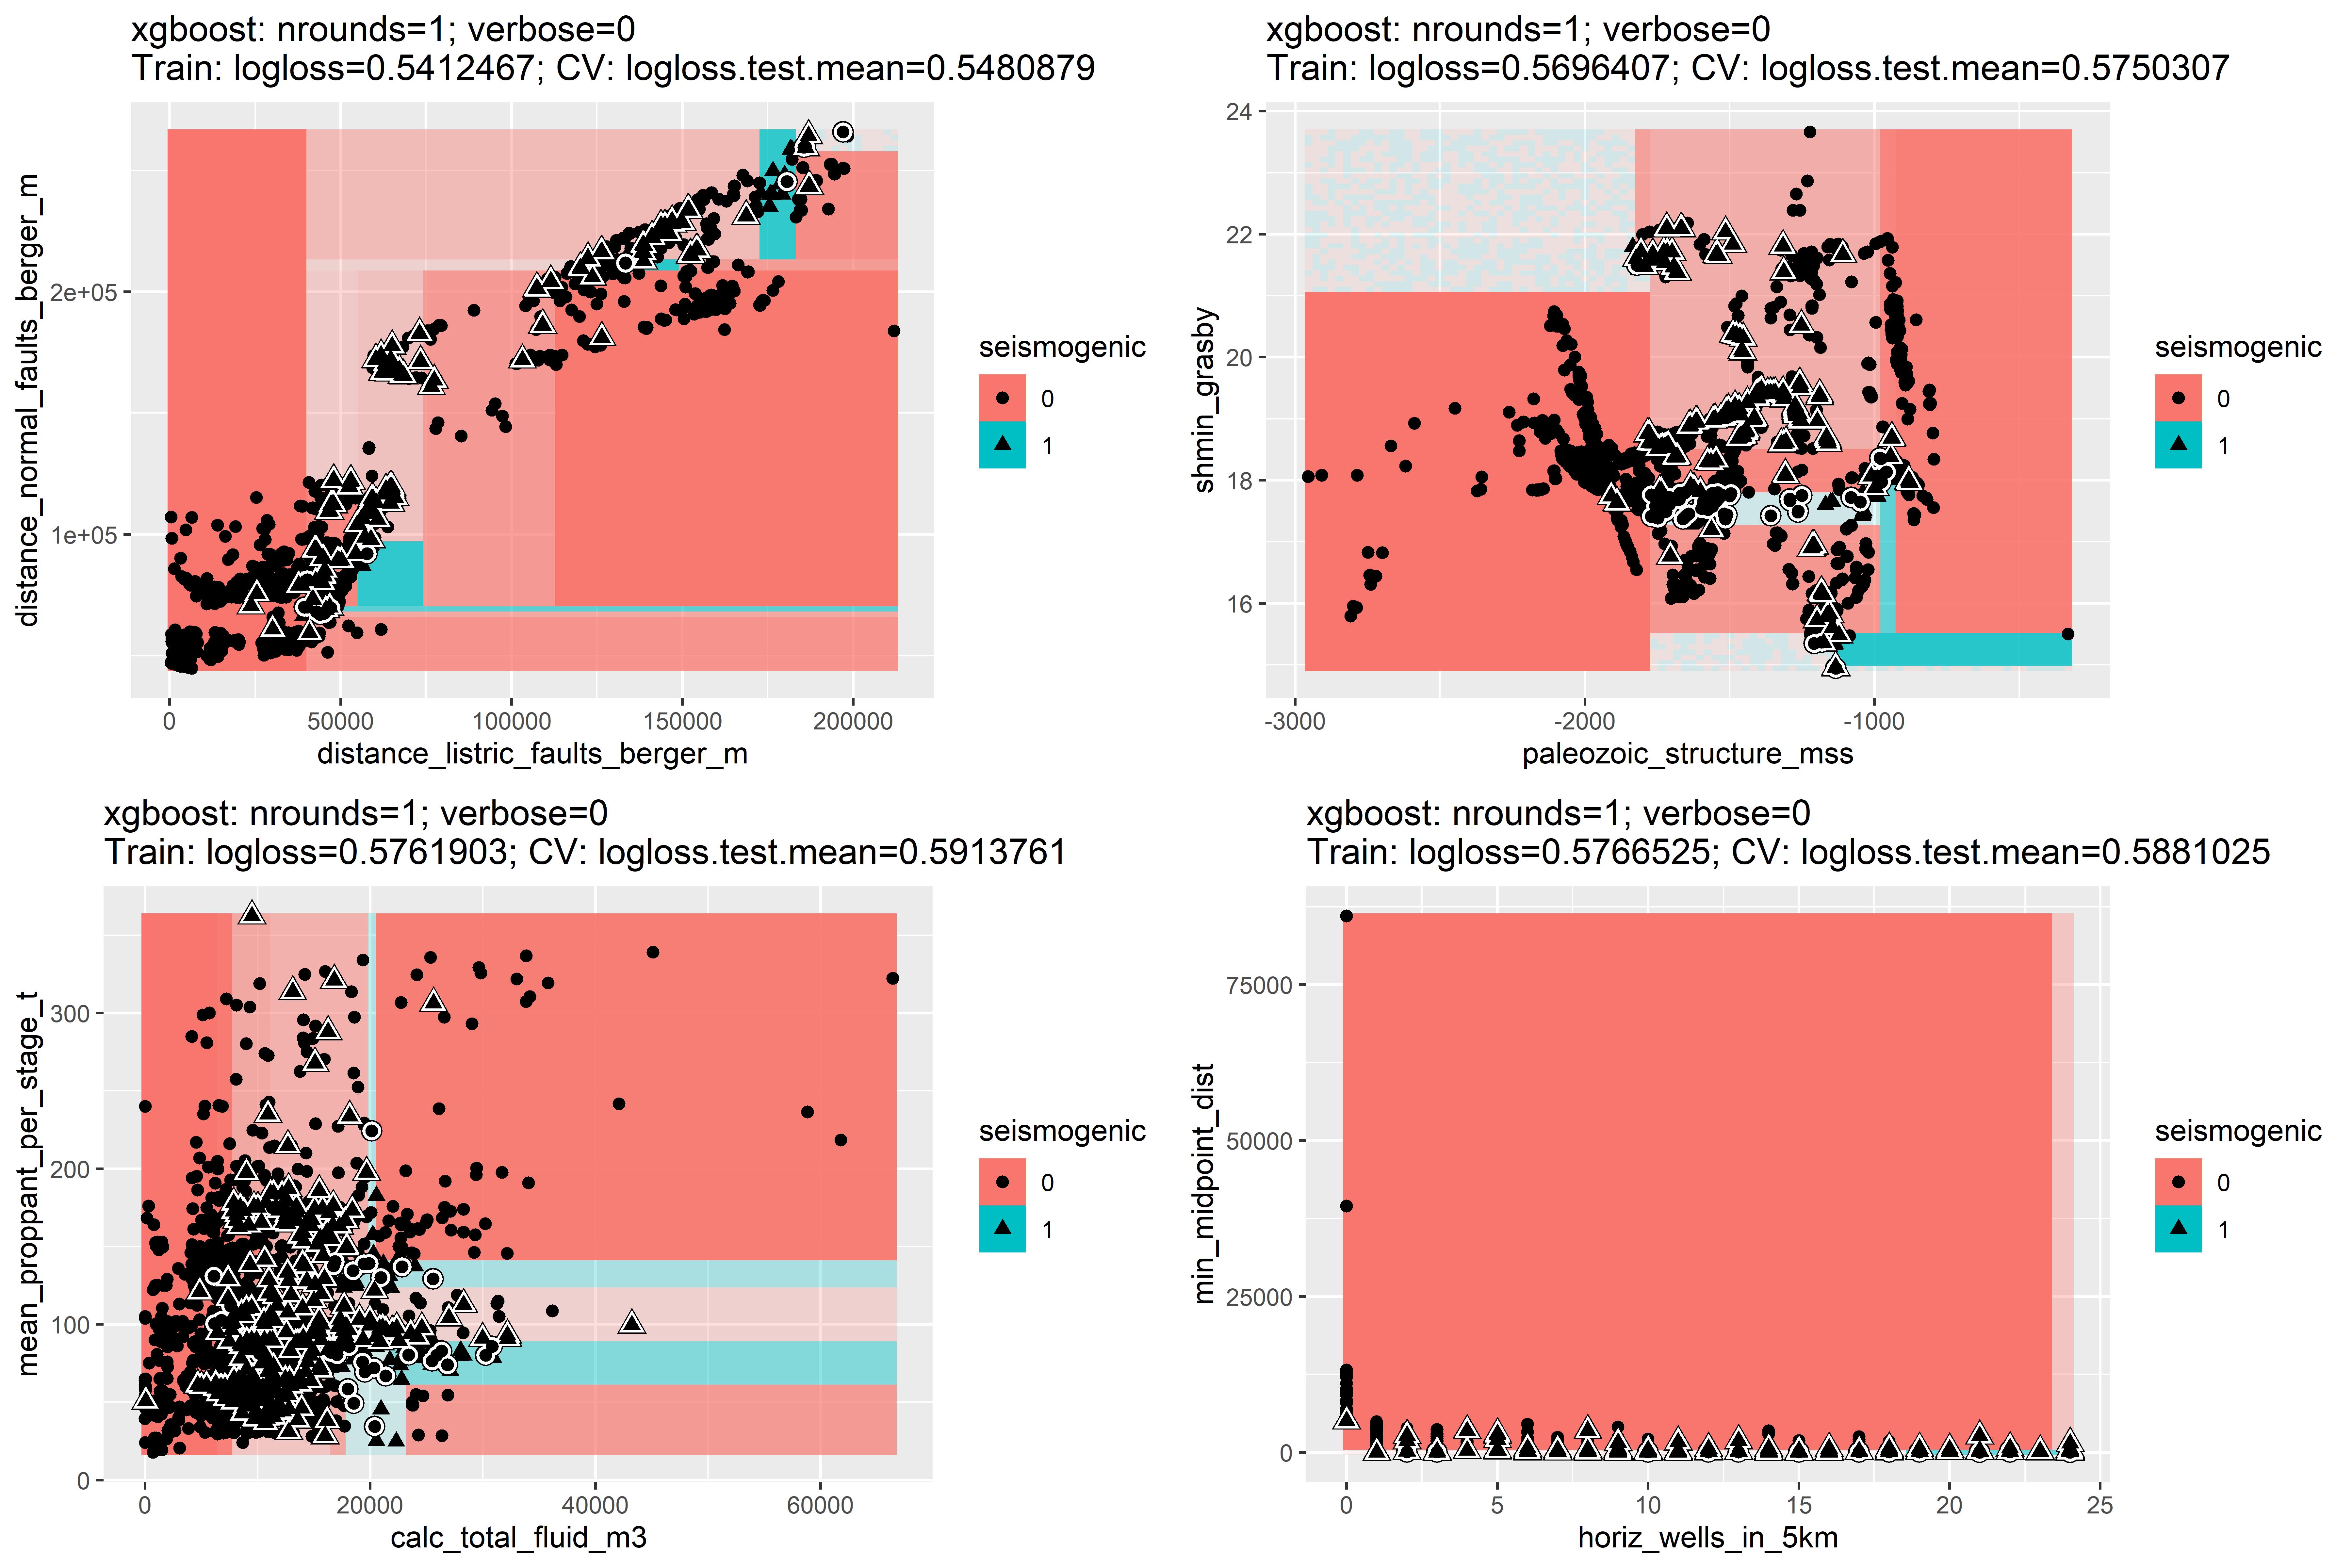 xgboost: nrounds=1; verbose=0
Train: logloss=0.5412467; CV: logloss.test.mean=0.5480879
distance_normal_faults_berger_m
2e+05
1e+05
0
50000
100000
150000
200000
distance_listric_faults_berger_m
seismogenic
0
1
xgboost: nrounds=1; verbose=0
Train: logloss=0.5696407; CV: logloss.test.mean=0.5750307
shmin_grasby
24
22
20
18
16
-3000
-2000
-1000
paleozoic_structure_mss
seismogenic
0
1
xgboost: nrounds=1; verbose=0
Train: logloss=0.5761903; CV: logloss.test.mean=0.5913761
mean_proppant_per_stage_t
300
200
100
0
0
20000
40000
60000
calc_total_fluid_m3
seismogenic
0
1
xgboost: nrounds=1; verbose=0
Train: logloss=0.5766525; CV: logloss.test.mean=0.5881025
min_midpoint_dist
75000
50000
25000
0
0
5
10
15
20
25
horiz_wells_in_5km
seismogenic
0
1